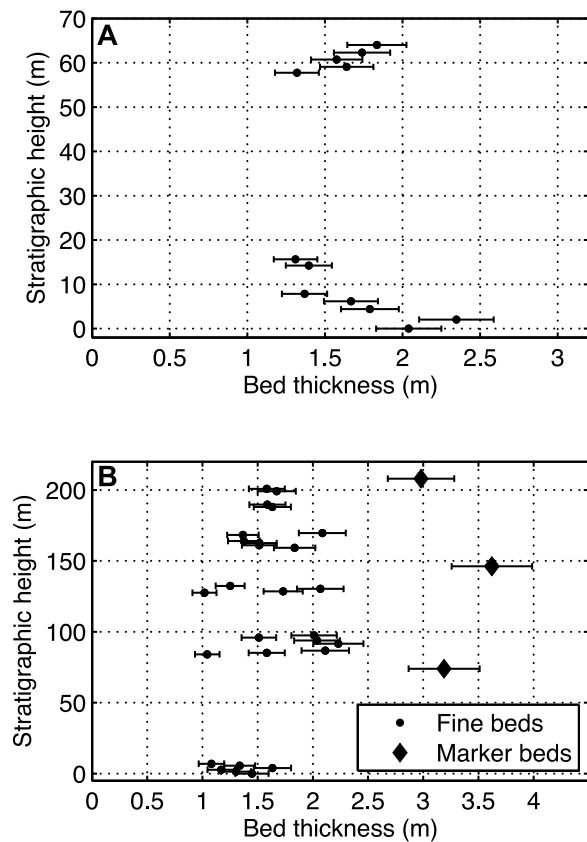 A
Stratigraphic height (m)
70
60
50
40
30
20
10
0
0 0.5 1 1.5 2 2.5 3
Bed thickness (m)
B
Stratigraphic height (m)
200
150
100
50
0
Fine beds
Marker beds
0 0.5 1 1.5 2 2.5 3 3.5 4
Bed thickness (m)